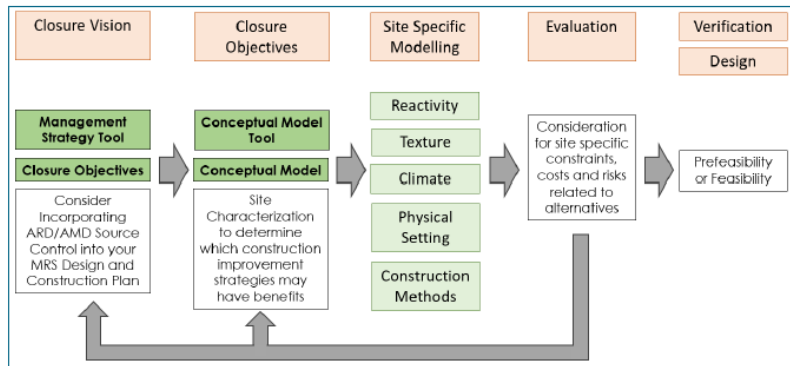 Closure Vision
Closure
Objectives
Site Specific
Modelling
Evaluation
Verification
Design
Management
Strategy Tool
Closure Objectives
Consider
Incorporating
ARD/AMD Source
Control into your
MRS Design and
Construction Plan
Conceptual Model
Tool
Conceptual Model
Site
Characterization
to determine
which construction
improvement
strategies may
have benefits
Reactivity
Texture
Climate
Physical
Setting
Construction
Methods
Consideration
for site specific
constraints,
costs and risks
related to
alternatives
Prefeasibility
or Feasibility